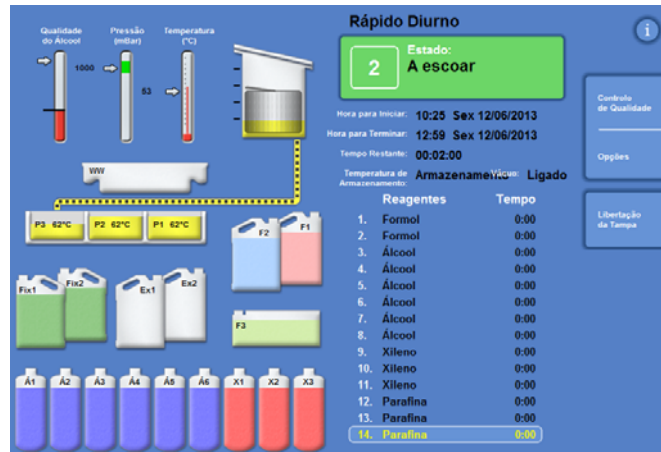 Rápido Diurno
i
Qualidade do Álcool
Pressão (mBar)
Temperatura (°C)
1000
53
2
Estado:
A escoar
Hora para Iniciar: 10:25 Sex 12/06/2013
Hora para Terminar: 12:59 Sex 12/06/2013
Tempo Restante: 00:02:00
Temperatura de Armazenamento: Armazenamento Vácuo: Ligado
Controlo de Qualidade
Opções
Libertação da Tampa
WW
P3 62°C
P2 62°C
P1 62°C
F2
F1
Fix1
Fix2
Ex1
Ex2
F3
Á1
Á2
Á3
Á4
Á5
Á6
X1
X2
X3
Reagentes Tempo
1. Formol 0:00
2. Formol 0:00
3. Álcool 0:00
4. Álcool 0:00
5. Álcool 0:00
6. Álcool 0:00
7. Álcool 0:00
8. Álcool 0:00
9. Xileno 0:00
10. Xileno 0:00
11. Xileno 0:00
12. Parafina 0:00
13. Parafina 0:00
14. Parafina 0:00